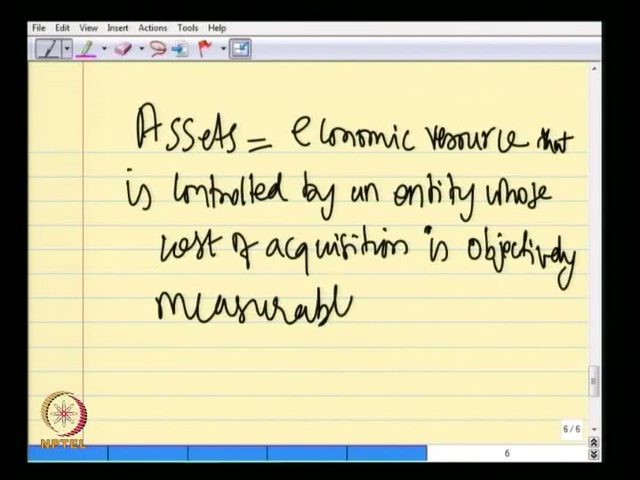 File Edit View Insert Actions Tools Help
Assets = economic resource that
is controlled by an entity whose
cost of acquisition is objectively
measurabl
NPTEL
6/6
6